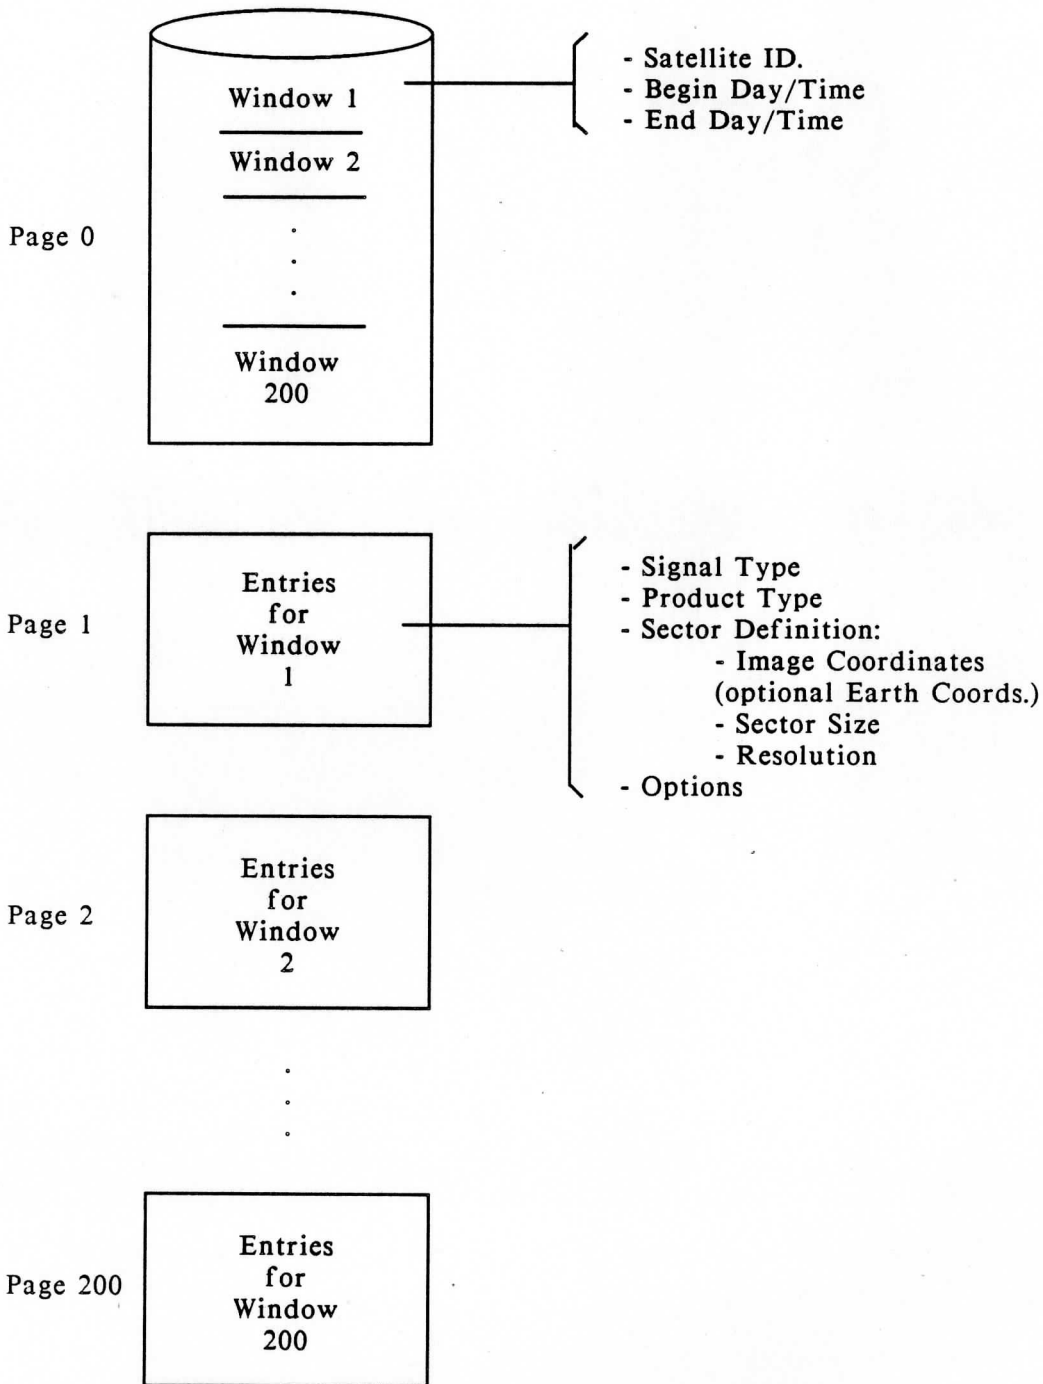 Window 1
Window 2
Window
200
- Satellite ID.
- Begin Day/Time
- End Day/Time
Page 0
Page 1
Entries
for
Window
1
- Signal Type
- Product Type
- Sector Definition:
- Image Coordinates
(optional Earth Coords.)
- Sector Size
- Resolution
- Options
Page 2
Entries
for
Window
2
Page 200
Entries
for
Window
200